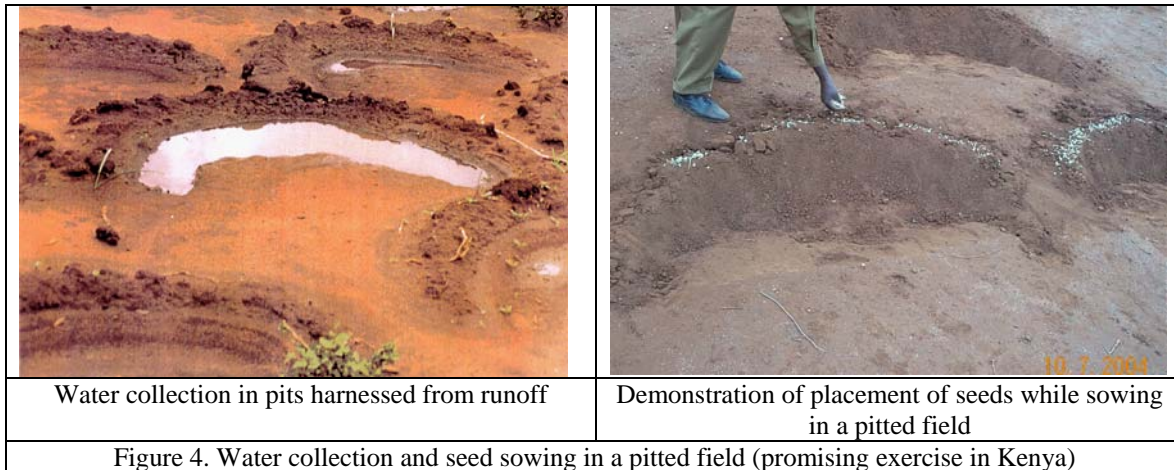 10.7.2004
Water collection in pits harnessed from runoff
Demonstration of placement of seeds while sowing
in a pitted field
Figure 4. Water collection and seed sowing in a pitted field (promising exercise in Kenya)